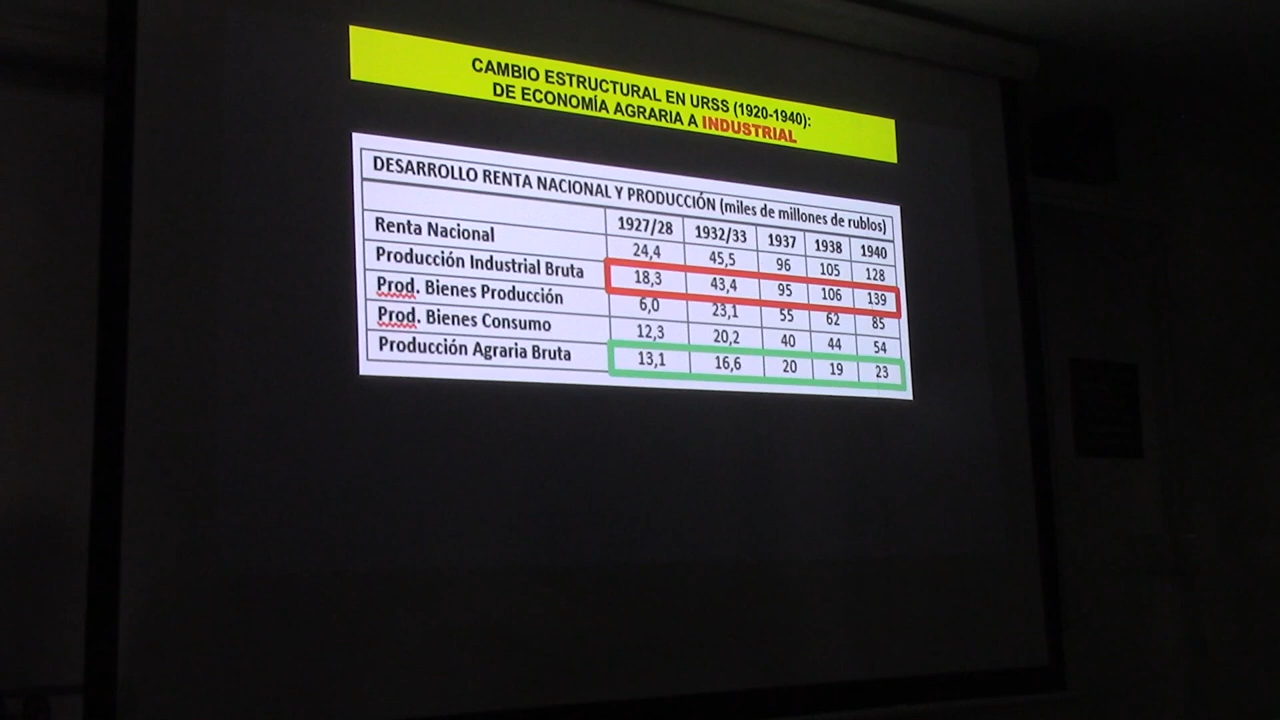 CAMBIO ESTRUCTURAL EN URSS (1920-1940):
DE ECONOMÍA AGRARIA A INDUSTRIAL
DESARROLLO RENTA NACIONAL Y PRODUCCIÓN (miles de millones de rublos)
1927/28 1932/33 1937 1938 1940
Renta Nacional 24,4 45,5 96 105 128
Producción Industrial Bruta 18,3 43,4 95 106 139
Prod. Bienes Producción 6,0 23,1 55 62 85
Prod. Bienes Consumo 12,3 20,2 40 44 54
Producción Agraria Bruta 13,1 16,6 20 19 23